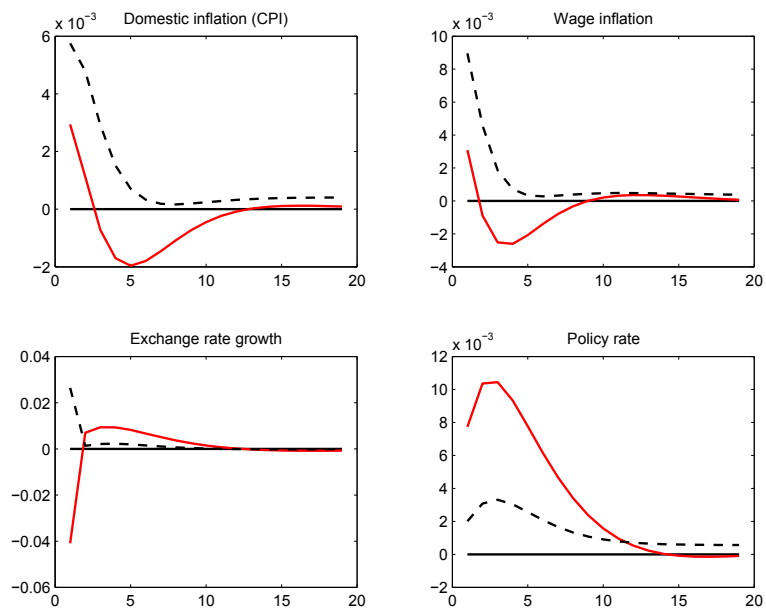 Domestic inflation (CPI)
x 10⁻³
6
4
2
0
−2
0 5 10 15 20
Wage inflation
x 10⁻³
10
8
6
4
2
0
−2
−4
0 5 10 15 20
Exchange rate growth
0.04
0.02
0
−0.02
−0.04
−0.06
0 5 10 15 20
Policy rate
x 10⁻³
12
10
8
6
4
2
0
−2
0 5 10 15 20